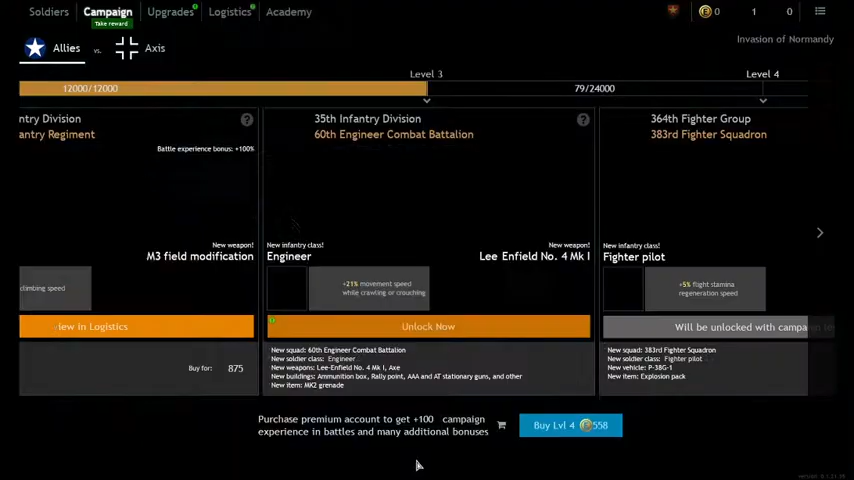 Soldiers Campaign Upgrades Logistics Academy 0 1 0
Take reward
Allies vs. Axis
Invasion of Normandy
Level 3 Level 4
12000/12000 79/24000
ntry Division
antry Regiment
Battle experience bonus: +100%
New weapon!
M3 field modification
climbing speed
iew in Logistics
Buy for: 875
35th Infantry Division
60th Engineer Combat Battalion
New infantry class! New weapon!
Engineer Lee Enfield No. 4 Mk I
+21% movement speed
while crawling or crouching
Unlock Now
New squad: 60th Engineer Combat Battalion
New soldier class: Engineer
New weapons: Lee-Enfield No. 4 Mk I, Axe
New buildings: Ammunition box, Rally point, AAA and AT stationary guns, and other
New item: MK2 grenade
364th Fighter Group
383rd Fighter Squadron
New infantry class!
Fighter pilot
+5% flight stamina
regeneration speed
Will be unlocked with campa
New squad: 383rd Fighter Squadron
New soldier class: Fighter pilot
New vehicle: P-38G-1
New item: Explosion pack
Purchase premium account to get +100 campaign
experience in battles and many additional bonuses
Buy Lvl 4 558